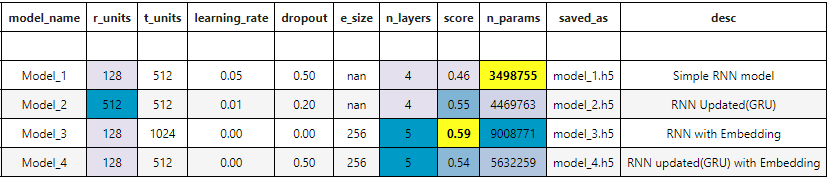 model_name r_units t_units learning_rate dropout e_size n_layers score n_params saved_as desc
Model_1 128 512 0.05 0.50 nan 4 0.46 3498755 model_1.h5 Simple RNN model
Model_2 512 512 0.01 0.20 nan 4 0.55 4469763 model_2.h5 RNN Updated(GRU)
Model_3 128 1024 0.00 0.00 256 5 0.59 9008771 model_3.h5 RNN with Embedding
Model_4 128 512 0.00 0.50 256 5 0.54 5632259 model_4.h5 RNN updated(GRU) with Embedding